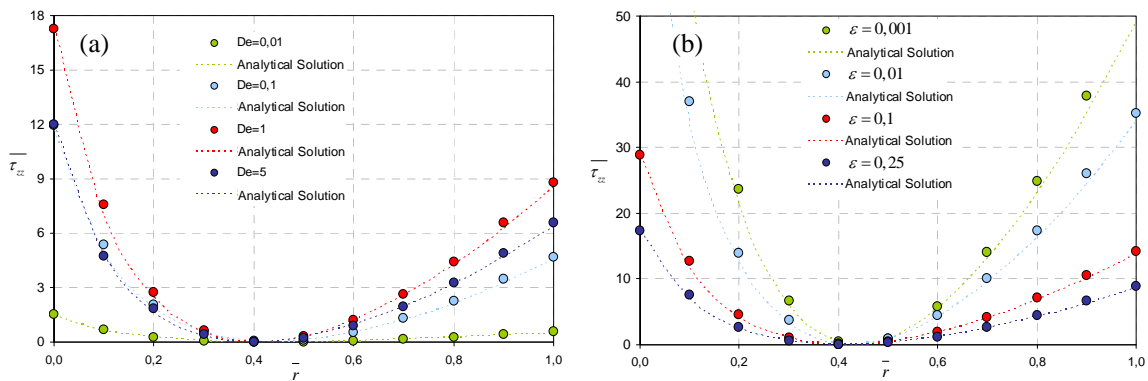 (a)
18
15
12
9
6
3
0
τzz
De=0,01
Analytical Solution
De=0,1
Analytical Solution
De=1
Analytical Solution
De=5
Analytical Solution
0,0 0,2 0,4 0,6 0,8 1,0
r
(b)
50
40
30
20
10
0
τzz
ε = 0,001
Analytical Solution
ε = 0,01
Analytical Solution
ε = 0,1
Analytical Solution
ε = 0,25
Analytical Solution
0,0 0,2 0,4 0,6 0,8 1,0
r